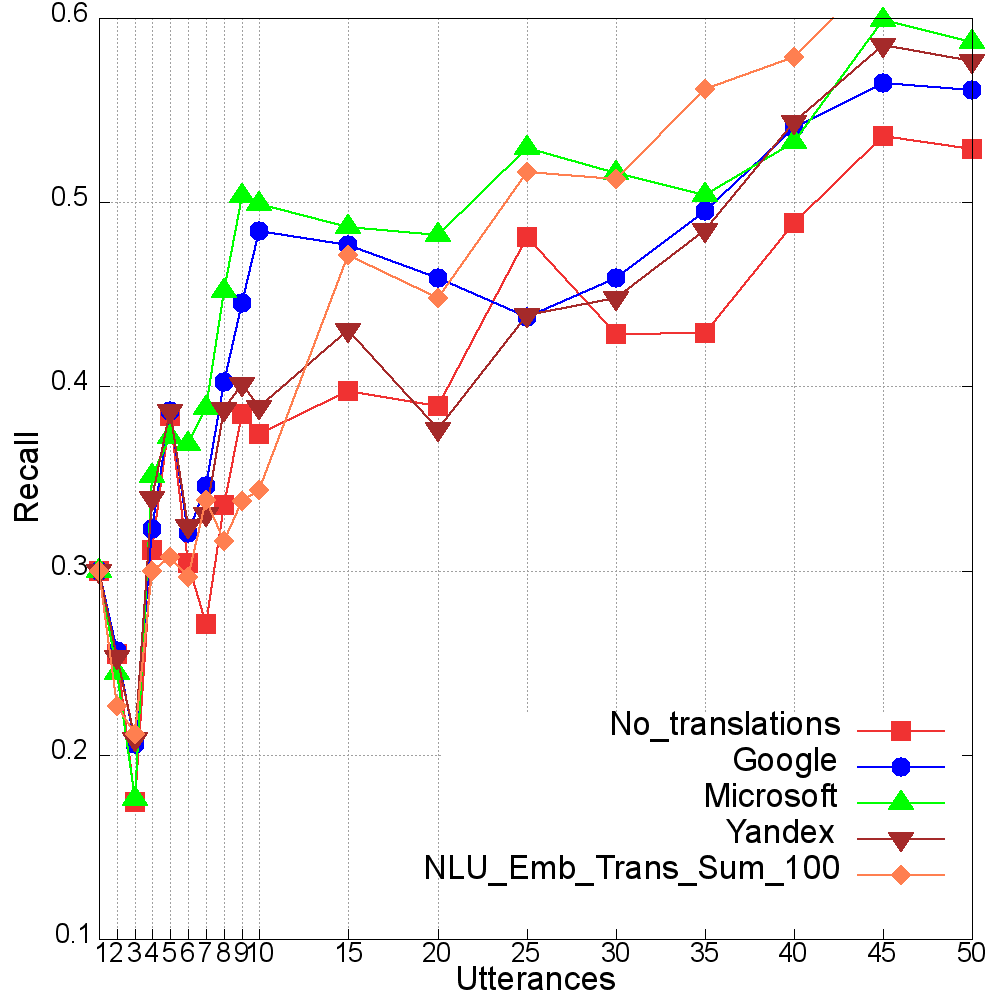 0.6
0.5
0.4
0.3
0.2
0.1
Recall
No_translations
Google
Microsoft
Yandex
NLU_Emb_Trans_Sum_100
1 2 3 4 5 6 7 8 9 10 15 20 25 30 35 40 45 50
Utterances